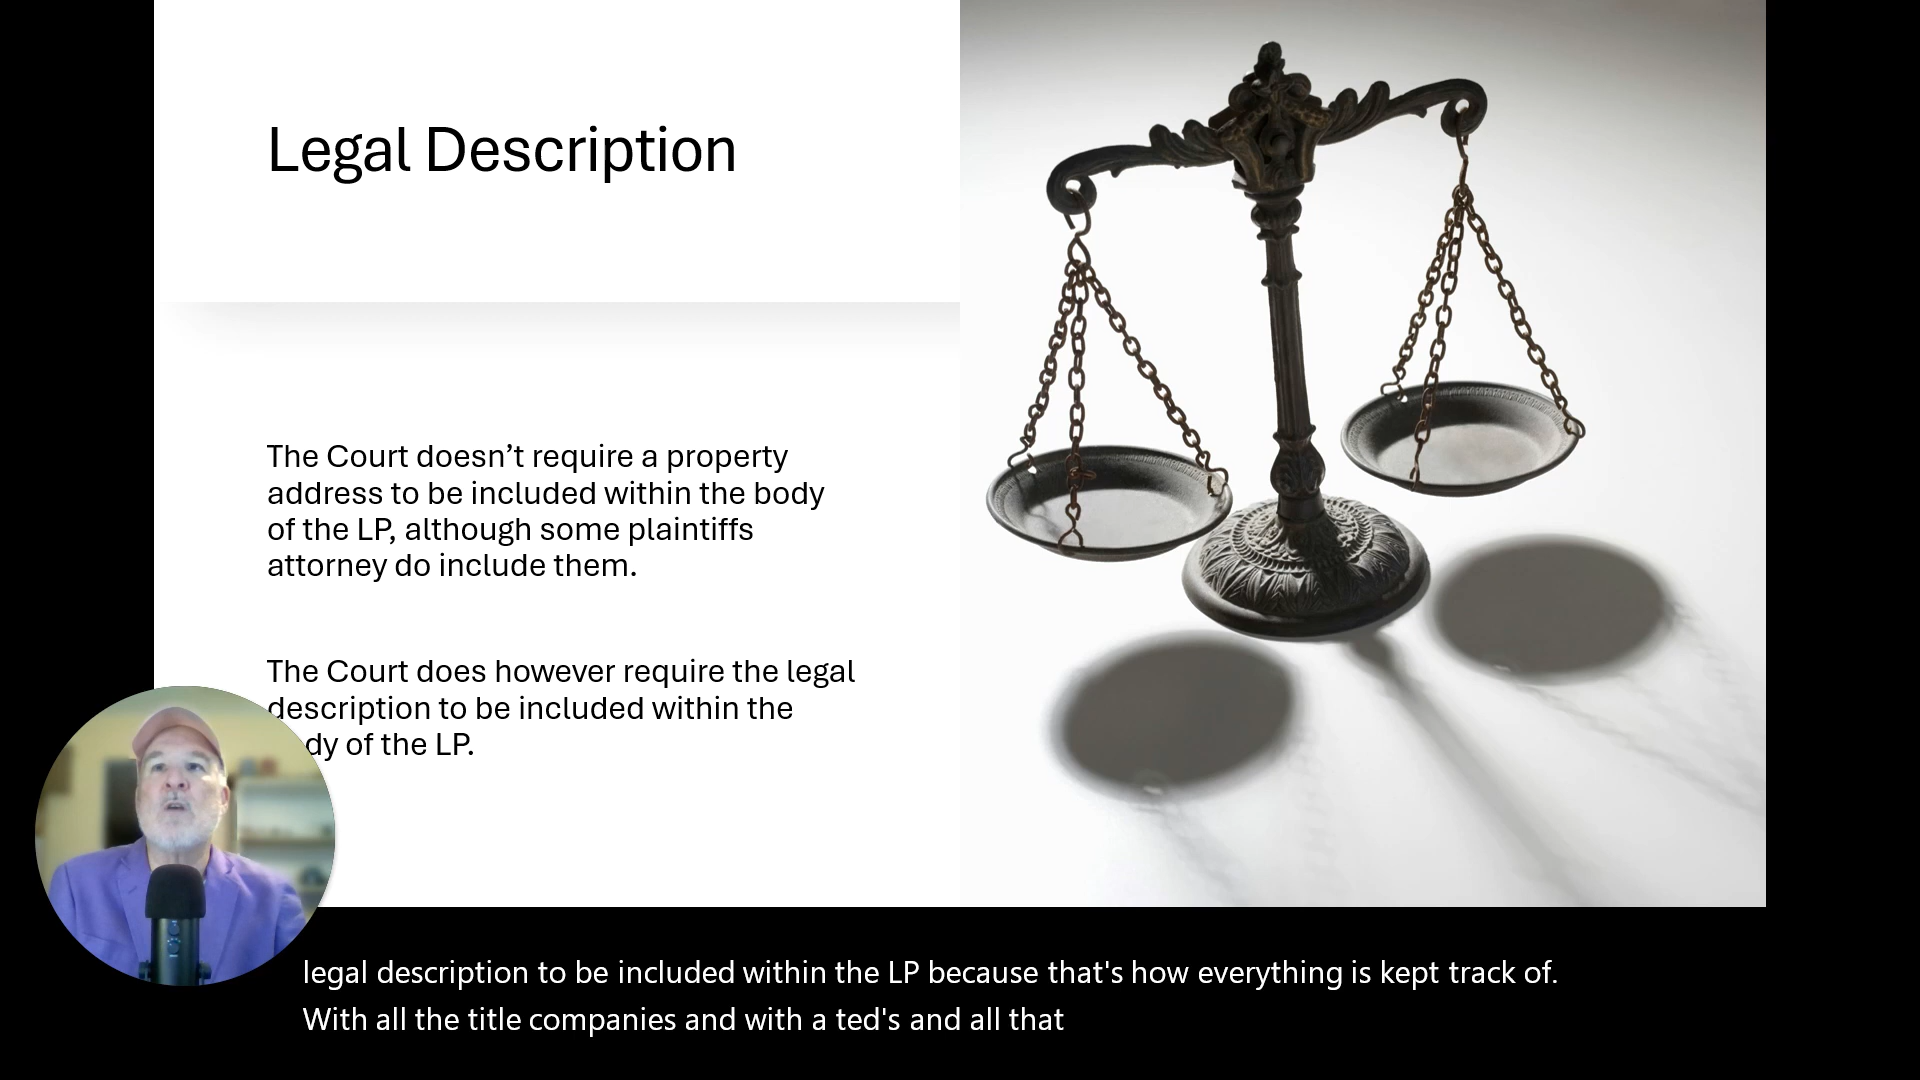 Legal Description
The Court doesn’t require a property
address to be included within the body
of the LP, although some plaintiffs
attorney do include them.
The Court does however require the legal
description to be included within the
dy of the LP.
legal description to be included within the LP because that's how everything is kept track of.
With all the title companies and with a ted's and all that